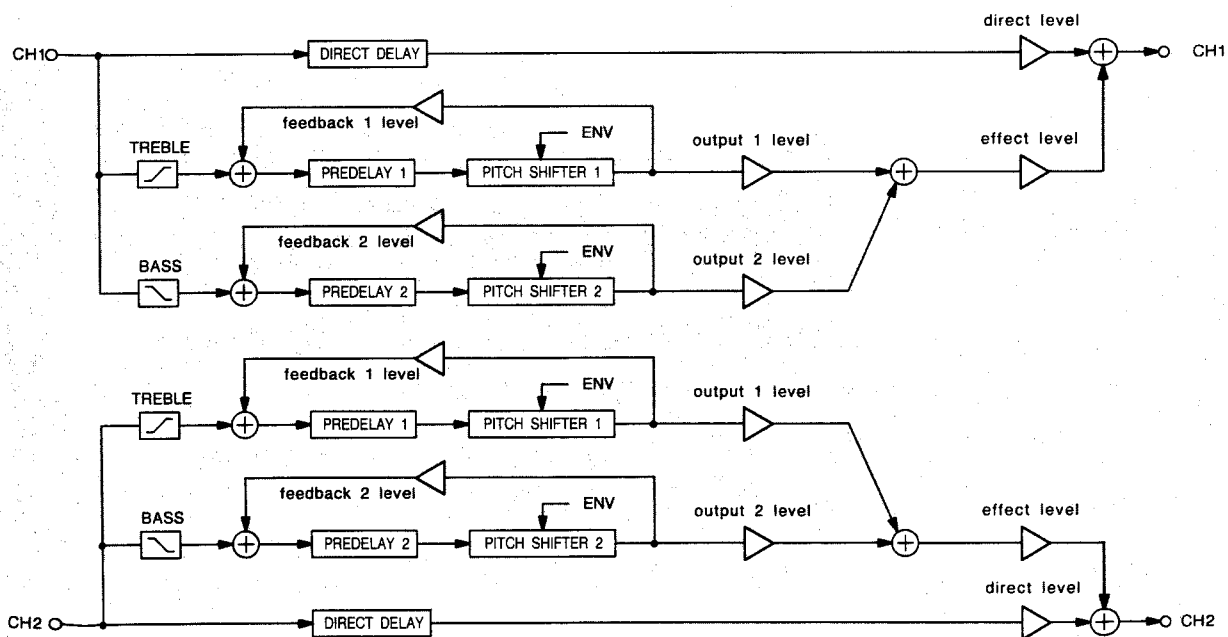 direct level
CH1
DIRECT DELAY
CH1
feedback 1 level
ENV
output 1 level
effect level
TREBLE
PREDELAY 1
PITCH SHIFTER 1
feedback 2 level
ENV
output 2 level
BASS
PREDELAY 2
PITCH SHIFTER 2
feedback 1 level
ENV
output 1 level
TREBLE
PREDELAY 1
PITCH SHIFTER 1
feedback 2 level
ENV
output 2 level
effect level
BASS
PREDELAY 2
PITCH SHIFTER 2
direct level
CH2
DIRECT DELAY
CH2